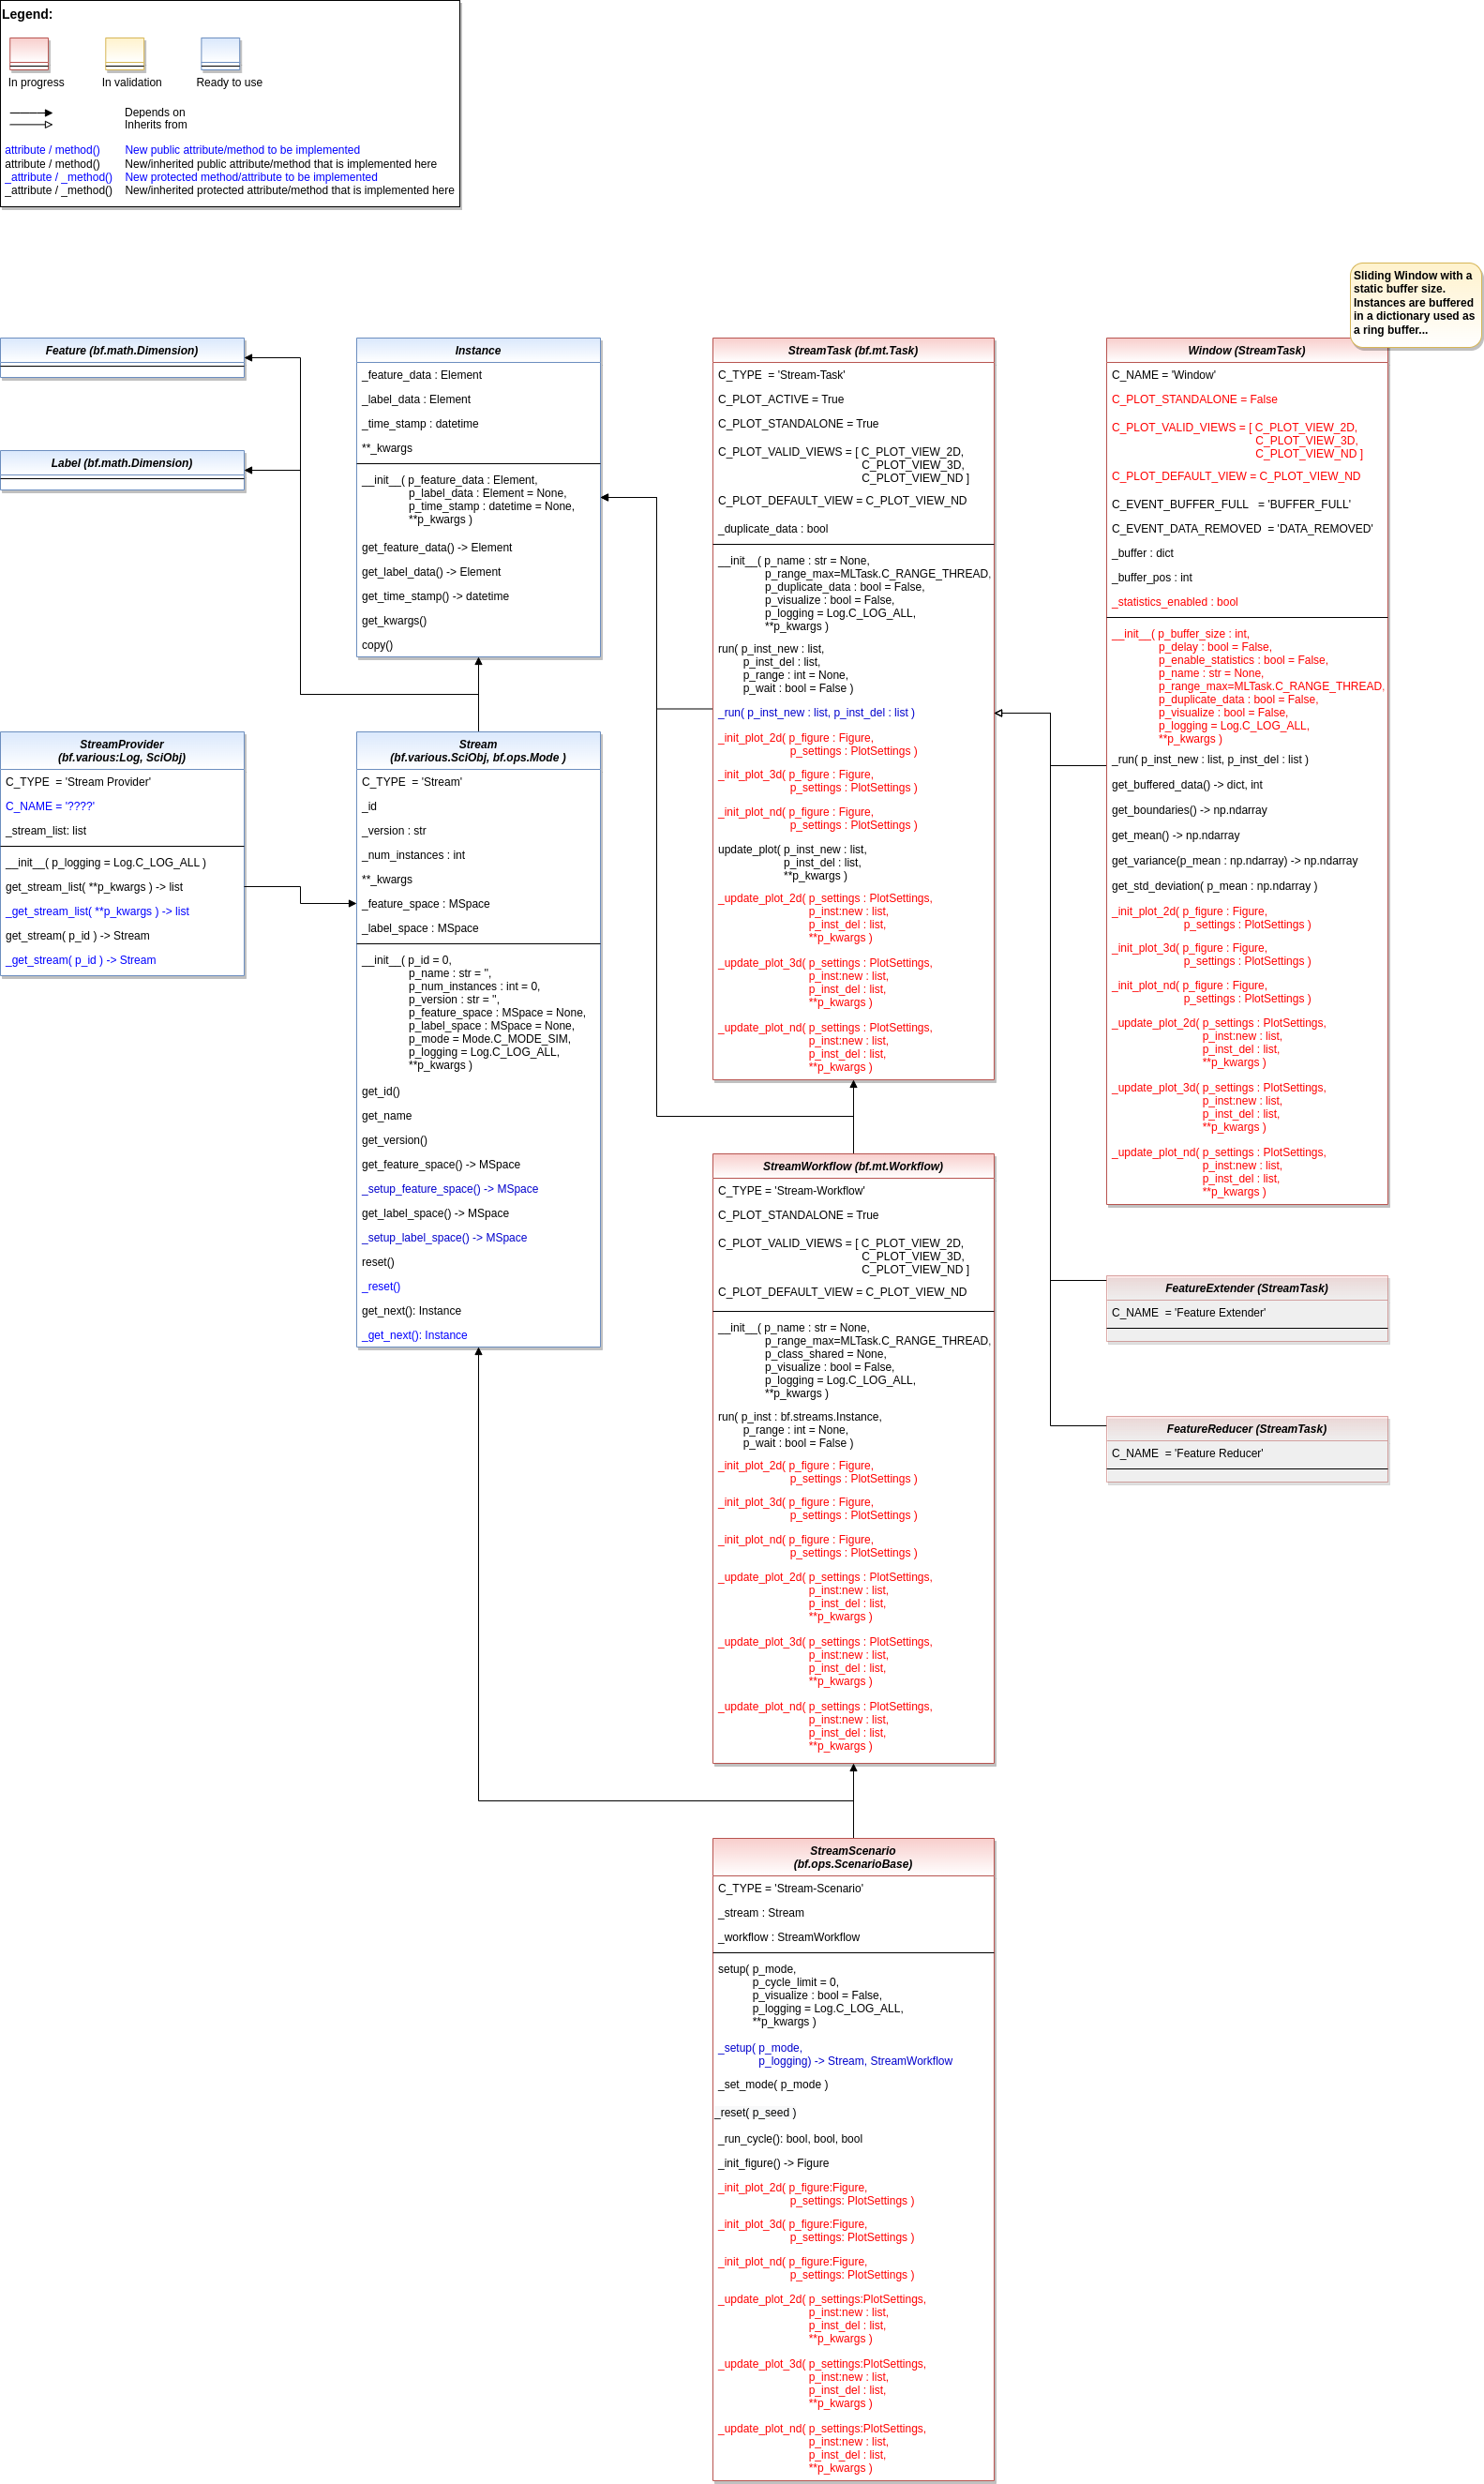 Legend:
In progress
In validation
Ready to use
Depends on
Inherits from
attribute / method() New public attribute/method to be implemented
attribute / method() New/inherited public attribute/method that is implemented here
_attribute / _method() New protected method/attribute to be implemented
_attribute / _method() New/inherited protected attribute/method that is implemented here
Sliding Window with a
static buffer size.
Instances are buffered
in a dictionary used as
a ring buffer...
Feature (bf.math.Dimension)
Label (bf.math.Dimension)
StreamProvider
(bf.various:Log, SciObj)
C_TYPE = 'Stream Provider'
C_NAME = '????'
_stream_list: list
__init__( p_logging = Log.C_LOG_ALL )
get_stream_list( **p_kwargs ) -> list
_get_stream_list( **p_kwargs ) -> list
get_stream( p_id ) -> Stream
_get_stream( p_id ) -> Stream
Instance
_feature_data : Element
_label_data : Element
_time_stamp : datetime
**_kwargs
__init__( p_feature_data : Element,
p_label_data : Element = None,
p_time_stamp : datetime = None,
**p_kwargs )
get_feature_data() -> Element
get_label_data() -> Element
get_time_stamp() -> datetime
get_kwargs()
copy()
Stream
(bf.various.SciObj, bf.ops.Mode )
C_TYPE = 'Stream'
_id
_version : str
_num_instances : int
**_kwargs
_feature_space : MSpace
_label_space : MSpace
__init__( p_id = 0,
p_name : str = '',
p_num_instances : int = 0,
p_version : str = '',
p_feature_space : MSpace = None,
p_label_space : MSpace = None,
p_mode = Mode.C_MODE_SIM,
p_logging = Log.C_LOG_ALL,
**p_kwargs )
get_id()
get_name
get_version()
get_feature_space() -> MSpace
_setup_feature_space() -> MSpace
get_label_space() -> MSpace
_setup_label_space() -> MSpace
reset()
_reset()
get_next(): Instance
_get_next(): Instance
StreamTask (bf.mt.Task)
C_TYPE = 'Stream-Task'
C_PLOT_ACTIVE = True
C_PLOT_STANDALONE = True
C_PLOT_VALID_VIEWS = [ C_PLOT_VIEW_2D,
C_PLOT_VIEW_3D,
C_PLOT_VIEW_ND ]
C_PLOT_DEFAULT_VIEW = C_PLOT_VIEW_ND
_duplicate_data : bool
__init__( p_name : str = None,
p_range_max=MLTask.C_RANGE_THREAD,
p_duplicate_data : bool = False,
p_visualize : bool = False,
p_logging = Log.C_LOG_ALL,
**p_kwargs )
run( p_inst_new : list,
p_inst_del : list,
p_range : int = None,
p_wait : bool = False )
_run( p_inst_new : list, p_inst_del : list )
_init_plot_2d( p_figure : Figure,
p_settings : PlotSettings )
_init_plot_3d( p_figure : Figure,
p_settings : PlotSettings )
_init_plot_nd( p_figure : Figure,
p_settings : PlotSettings )
update_plot( p_inst_new : list,
p_inst_del : list,
**p_kwargs )
_update_plot_2d( p_settings : PlotSettings,
p_inst:new : list,
p_inst_del : list,
**p_kwargs )
_update_plot_3d( p_settings : PlotSettings,
p_inst:new : list,
p_inst_del : list,
**p_kwargs )
_update_plot_nd( p_settings : PlotSettings,
p_inst:new : list,
p_inst_del : list,
**p_kwargs )
StreamWorkflow (bf.mt.Workflow)
C_TYPE = 'Stream-Workflow'
C_PLOT_STANDALONE = True
C_PLOT_VALID_VIEWS = [ C_PLOT_VIEW_2D,
C_PLOT_VIEW_3D,
C_PLOT_VIEW_ND ]
C_PLOT_DEFAULT_VIEW = C_PLOT_VIEW_ND
__init__( p_name : str = None,
p_range_max=MLTask.C_RANGE_THREAD,
p_class_shared = None,
p_visualize : bool = False,
p_logging = Log.C_LOG_ALL,
**p_kwargs )
run( p_inst : bf.streams.Instance,
p_range : int = None,
p_wait : bool = False )
_init_plot_2d( p_figure : Figure,
p_settings : PlotSettings )
_init_plot_3d( p_figure : Figure,
p_settings : PlotSettings )
_init_plot_nd( p_figure : Figure,
p_settings : PlotSettings )
_update_plot_2d( p_settings : PlotSettings,
p_inst:new : list,
p_inst_del : list,
**p_kwargs )
_update_plot_3d( p_settings : PlotSettings,
p_inst:new : list,
p_inst_del : list,
**p_kwargs )
_update_plot_nd( p_settings : PlotSettings,
p_inst:new : list,
p_inst_del : list,
**p_kwargs )
StreamScenario
(bf.ops.ScenarioBase)
C_TYPE = 'Stream-Scenario'
_stream : Stream
_workflow : StreamWorkflow
setup( p_mode,
p_cycle_limit = 0,
p_visualize : bool = False,
p_logging = Log.C_LOG_ALL,
**p_kwargs )
_setup( p_mode,
p_logging) -> Stream, StreamWorkflow
_set_mode( p_mode )
_reset( p_seed )
_run_cycle(): bool, bool, bool
_init_figure() -> Figure
_init_plot_2d( p_figure:Figure,
p_settings: PlotSettings )
_init_plot_3d( p_figure:Figure,
p_settings: PlotSettings )
_init_plot_nd( p_figure:Figure,
p_settings: PlotSettings )
_update_plot_2d( p_settings:PlotSettings,
p_inst:new : list,
p_inst_del : list,
**p_kwargs )
_update_plot_3d( p_settings:PlotSettings,
p_inst:new : list,
p_inst_del : list,
**p_kwargs )
_update_plot_nd( p_settings:PlotSettings,
p_inst:new : list,
p_inst_del : list,
**p_kwargs )
Window (StreamTask)
C_NAME = 'Window'
C_PLOT_STANDALONE = False
C_PLOT_VALID_VIEWS = [ C_PLOT_VIEW_2D,
C_PLOT_VIEW_3D,
C_PLOT_VIEW_ND ]
C_PLOT_DEFAULT_VIEW = C_PLOT_VIEW_ND
C_EVENT_BUFFER_FULL = 'BUFFER_FULL'
C_EVENT_DATA_REMOVED = 'DATA_REMOVED'
_buffer : dict
_buffer_pos : int
_statistics_enabled : bool
__init__( p_buffer_size : int,
p_delay : bool = False,
p_enable_statistics : bool = False,
p_name : str = None,
p_range_max=MLTask.C_RANGE_THREAD,
p_duplicate_data : bool = False,
p_visualize : bool = False,
p_logging = Log.C_LOG_ALL,
**p_kwargs )
_run( p_inst_new : list, p_inst_del : list )
get_buffered_data() -> dict, int
get_boundaries() -> np.ndarray
get_mean() -> np.ndarray
get_variance(p_mean : np.ndarray) -> np.ndarray
get_std_deviation( p_mean : np.ndarray )
_init_plot_2d( p_figure : Figure,
p_settings : PlotSettings )
_init_plot_3d( p_figure : Figure,
p_settings : PlotSettings )
_init_plot_nd( p_figure : Figure,
p_settings : PlotSettings )
_update_plot_2d( p_settings : PlotSettings,
p_inst:new : list,
p_inst_del : list,
**p_kwargs )
_update_plot_3d( p_settings : PlotSettings,
p_inst:new : list,
p_inst_del : list,
**p_kwargs )
_update_plot_nd( p_settings : PlotSettings,
p_inst:new : list,
p_inst_del : list,
**p_kwargs )
FeatureExtender (StreamTask)
C_NAME = 'Feature Extender'
FeatureReducer (StreamTask)
C_NAME = 'Feature Reducer'